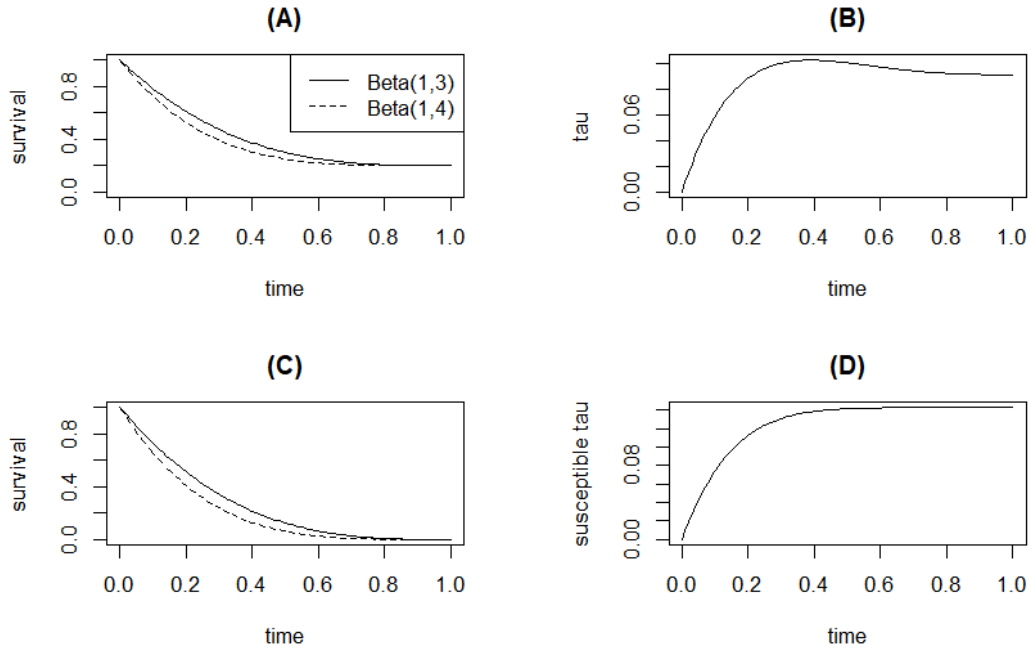 (A)
survival
0.0 0.4 0.8
Beta(1,3)
Beta(1,4)
0.0 0.2 0.4 0.6 0.8 1.0
time
(B)
tau
0.00 0.06
0.0 0.2 0.4 0.6 0.8 1.0
time
(C)
survival
0.0 0.4 0.8
0.0 0.2 0.4 0.6 0.8 1.0
time
(D)
susceptible tau
0.00 0.08
0.0 0.2 0.4 0.6 0.8 1.0
time